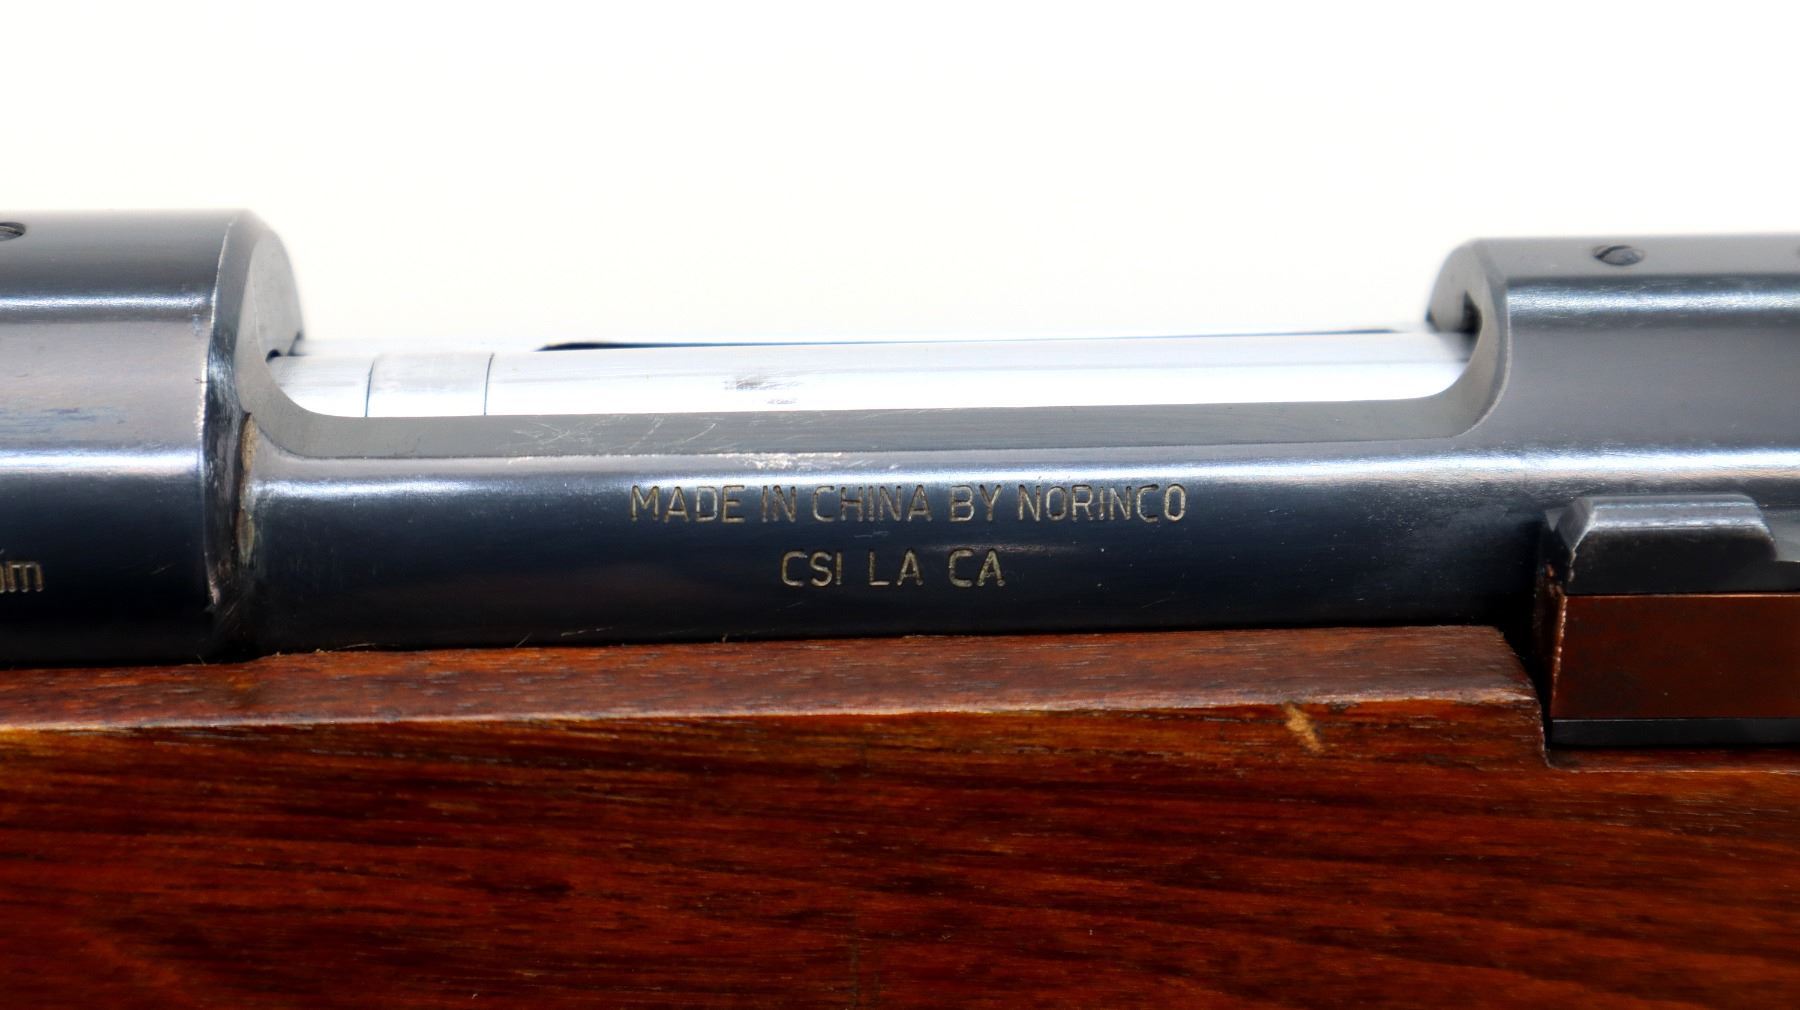 MADE IN CHINA BY NORINCO
CSI LA CA